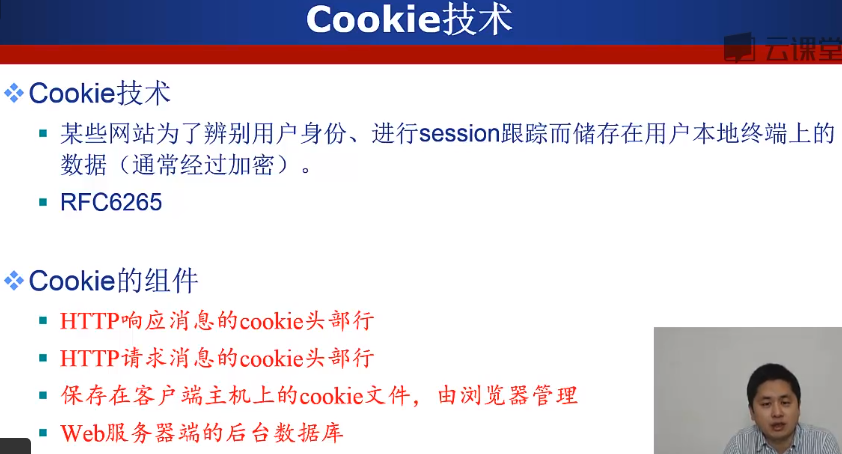 Cookie技术
云课堂
Cookie技术
某些网站为了辨别用户身份、进行session跟踪而储存在用户本地终端上的
数据（通常经过加密）。
RFC6265
Cookie的组件
HTTP响应消息的cookie头部行
HTTP请求消息的cookie头部行
保存在客户端主机上的cookie文件，由浏览器管理
Web服务器端的后台数据库